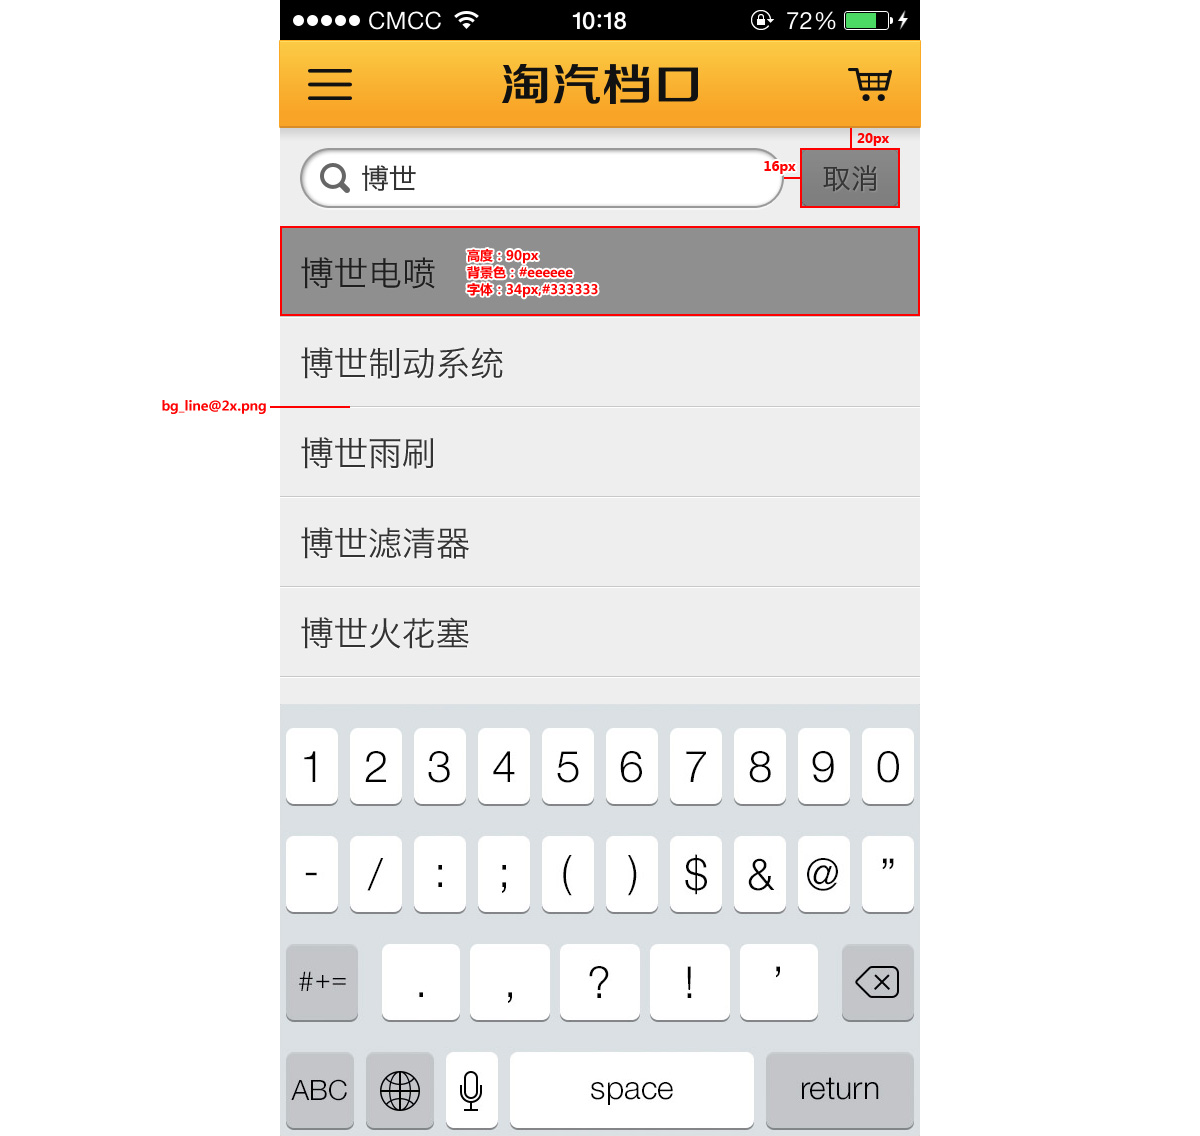 CMCC 10:18 72%
淘汽档口
20px
16px
博世 取消
博世电喷
高度：90px
背景色：#eeeeee
字体：34px,#333333
博世制动系统
bg_line@2x.png
博世雨刷
博世滤清器
博世火花塞
1 2 3 4 5 6 7 8 9 0
- / : ; ( ) $ & @ ”
#+= . , ? ! ’
ABC space return